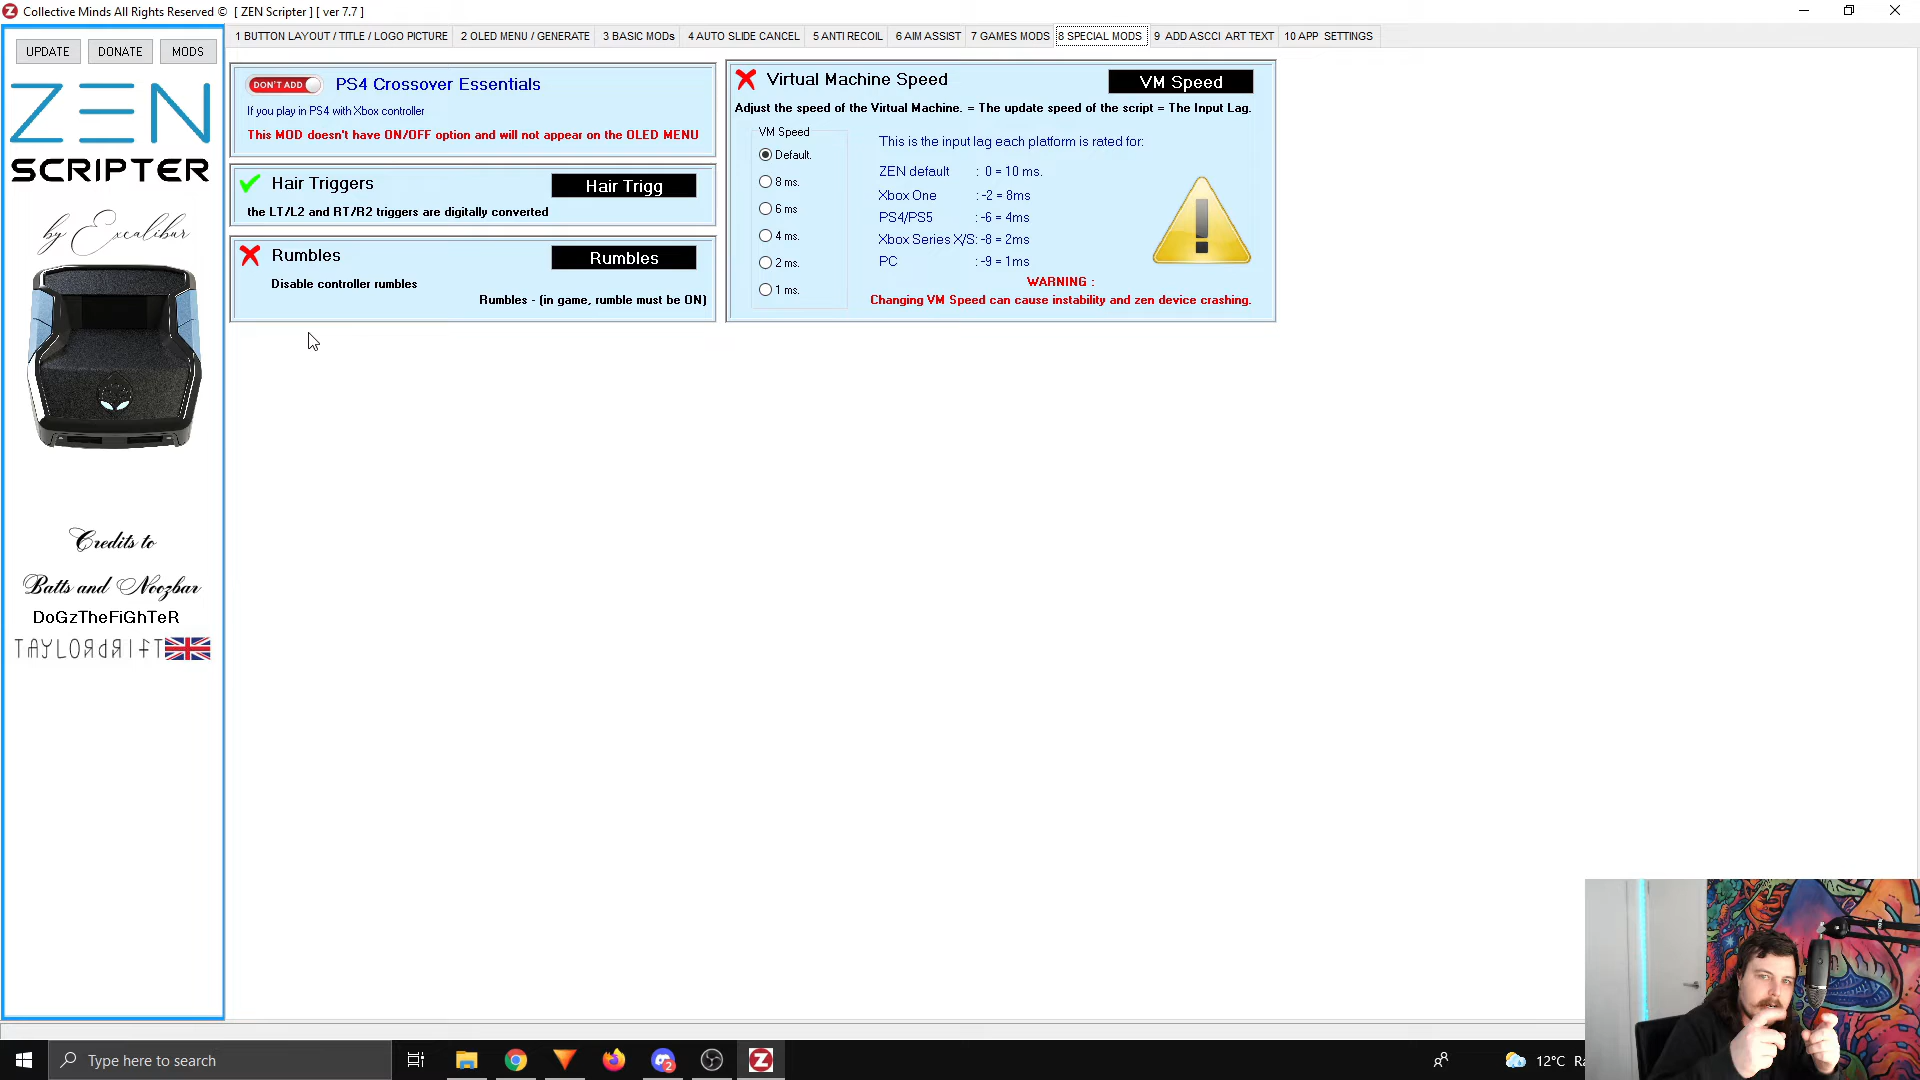 Collective Minds All Rights Reserved © [ ZEN Scripter ] [ ver 7.7 ]
UPDATE DONATE MODS
1 BUTTON LAYOUT / TITLE / LOGO PICTURE 2 OLED MENU / GENERATE 3 BASIC MODs 4 AUTO SLIDE CANCEL 5 ANTI RECOIL 6 AIM ASSIST 7 GAMES MODS 8 SPECIAL MODS 9 ADD ASCCI ART TEXT 10 APP SETTINGS
ZEN
SCRIPTER
by Excalibur
Credits to
Batts and Noozbar
DoGzTheFiGhTeR
TAYLORdRIFT
DON'T ADD PS4 Crossover Essentials
If you play in PS4 with Xbox controller
This MOD doesn't have ON/OFF option and will not appear on the OLED MENU
Hair Triggers Hair Trigg
the LT/L2 and RT/R2 triggers are digitally converted
Rumbles Rumbles
Disable controller rumbles
Rumbles - (in game, rumble must be ON)
Virtual Machine Speed VM Speed
Adjust the speed of the Virtual Machine. = The update speed of the script = The Input Lag.
VM Speed
Default.
8 ms.
6 ms
4 ms.
2 ms.
1 ms.
This is the input lag each platform is rated for:
ZEN default : 0 = 10 ms.
Xbox One : -2 = 8ms
PS4/PS5 : -6 = 4ms
Xbox Series X/S: -8 = 2ms
PC : -9 = 1ms
WARNING :
Changing VM Speed can cause instability and zen device crashing.
Type here to search
2
12°C